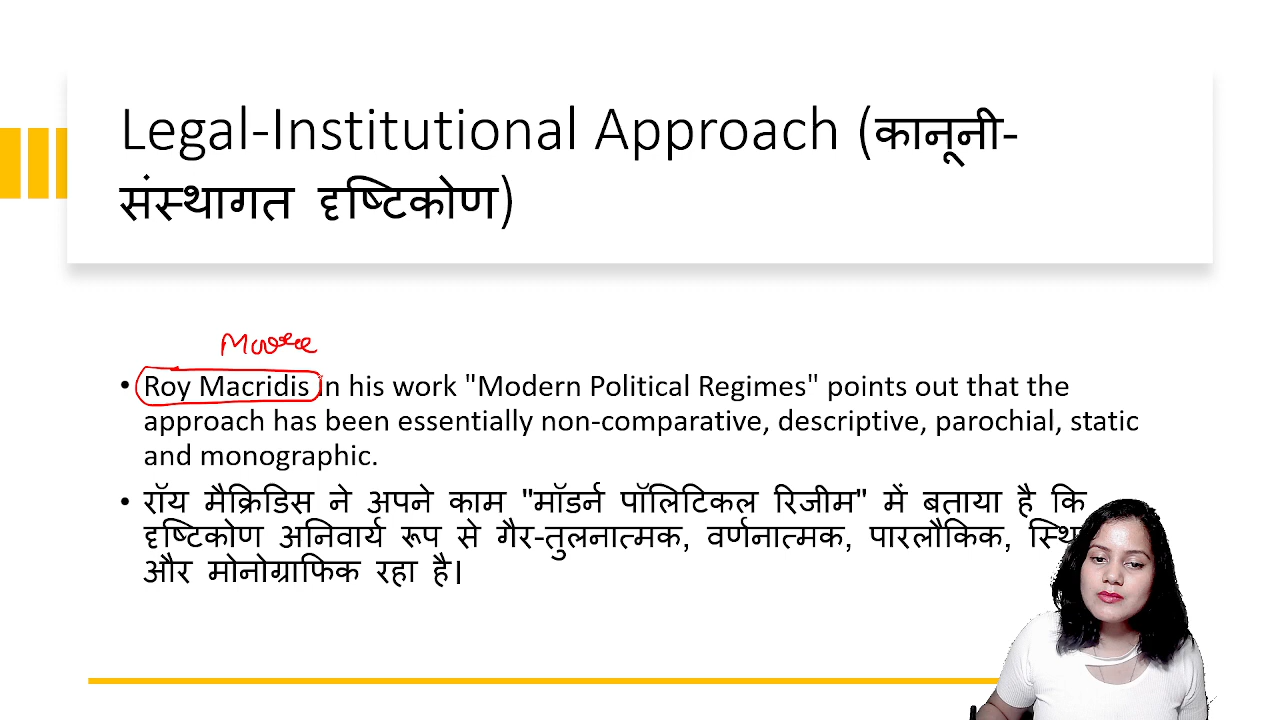 Legal-Institutional Approach (कानूनी-
संस्थागत दृष्टिकोण)
• Roy Macridis in his work "Modern Political Regimes" points out that the
approach has been essentially non-comparative, descriptive, parochial, static
and monographic.
• रॉय मैक्रिडिस ने अपने काम "मॉडर्न पॉलिटिकल रिजीम" में बताया है कि
दृष्टिकोण अनिवार्य रूप से गैर-तुलनात्मक, वर्णनात्मक, पारलौकिक,
और मोनोग्राफिक रहा है।